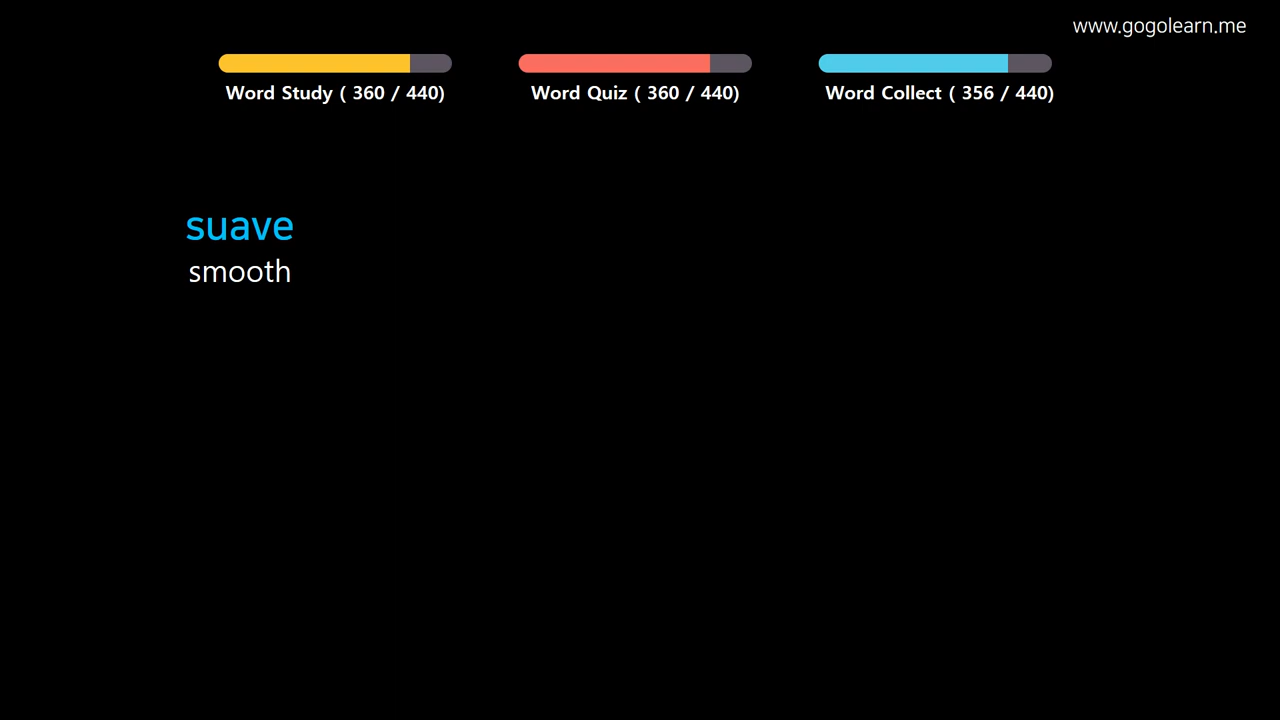 www.gogolearn.me
Word Study ( 360 / 440)
Word Quiz ( 360 / 440)
Word Collect ( 356 / 440)
suave
smooth